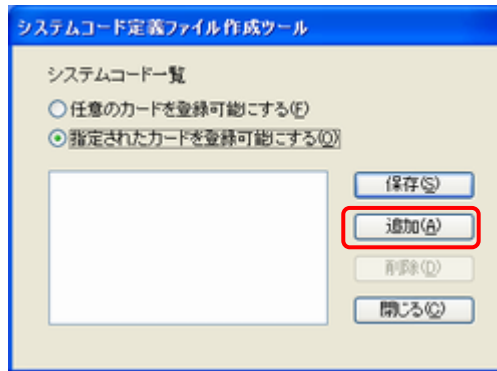 システムコード定義ファイル作成ツール
システムコード一覧
任意のカードを登録可能にする(F)
指定されたカードを登録可能にする(O)
保存(S)
追加(A)
削除(D)
閉じる(C)